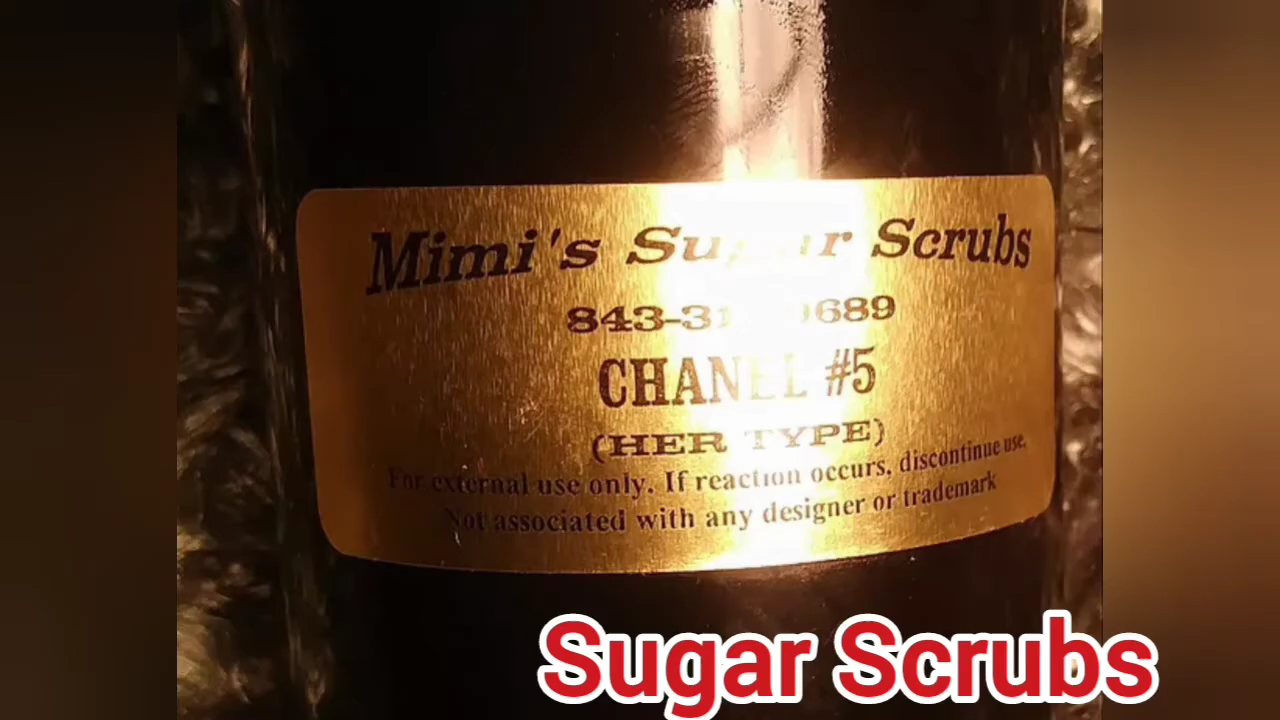 Mimi's Sugar Scrubs
CHANEL #5
(HER TYPE)
For external use only. If reaction occurs, discontinue use.
Not associated with any designer or trademark
Sugar Scrubs